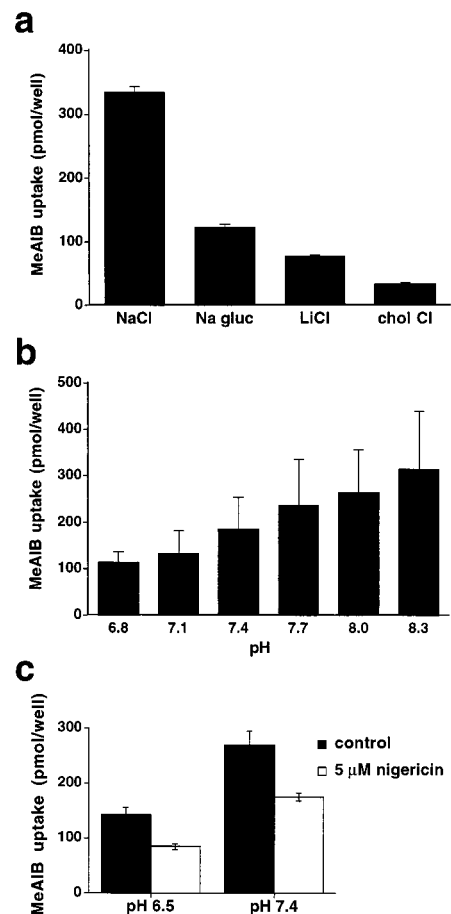 a
MeAIB uptake (pmol/well)
400
300
200
100
0
NaCl
Na gluc
LiCl
chol Cl
b
MeAIB uptake (pmol/well)
500
400
300
200
100
0
6.8
7.1
7.4
7.7
8.0
8.3
pH
c
MeAIB uptake (pmol/well)
300
200
100
0
control
5 μM nigericin
pH 6.5
pH 7.4